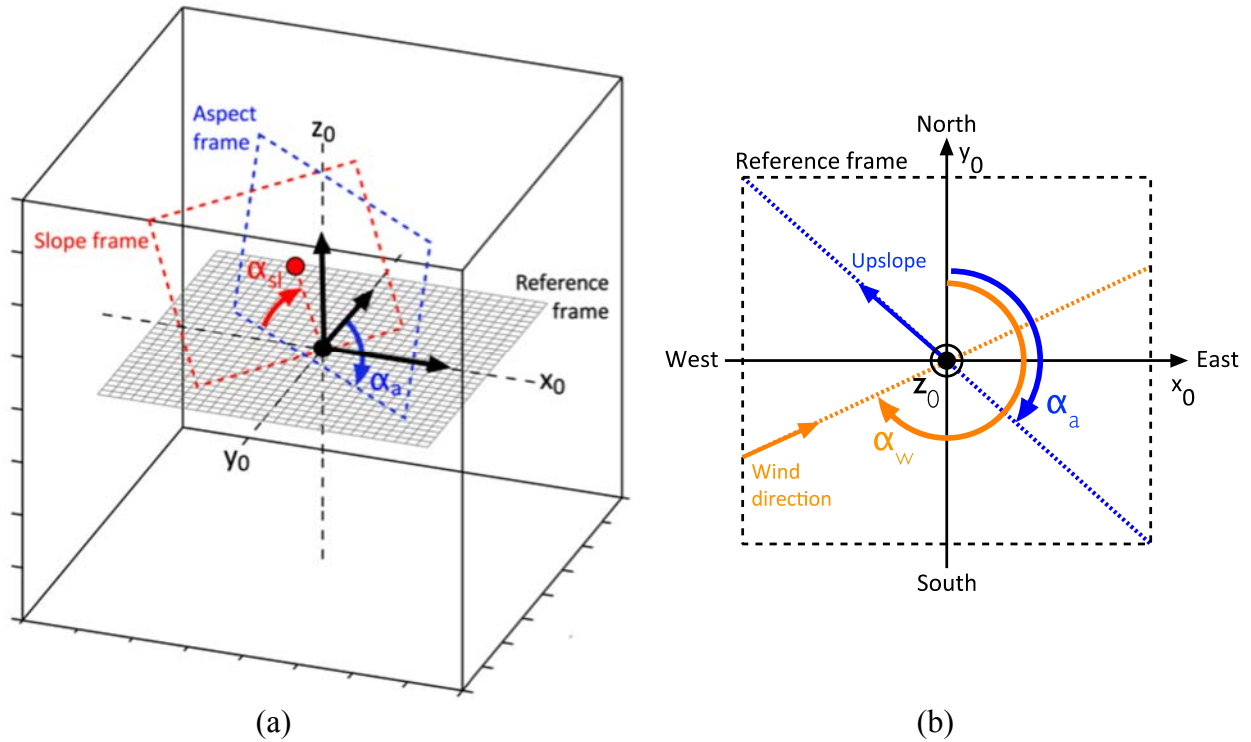 Aspect
frame
z0
Slope frame
αsl
Reference
frame
αa
x0
y0
(a)
North
y0
Reference frame
Upslope
West
East
x0
z0
αa
αw
Wind
direction
South
(b)